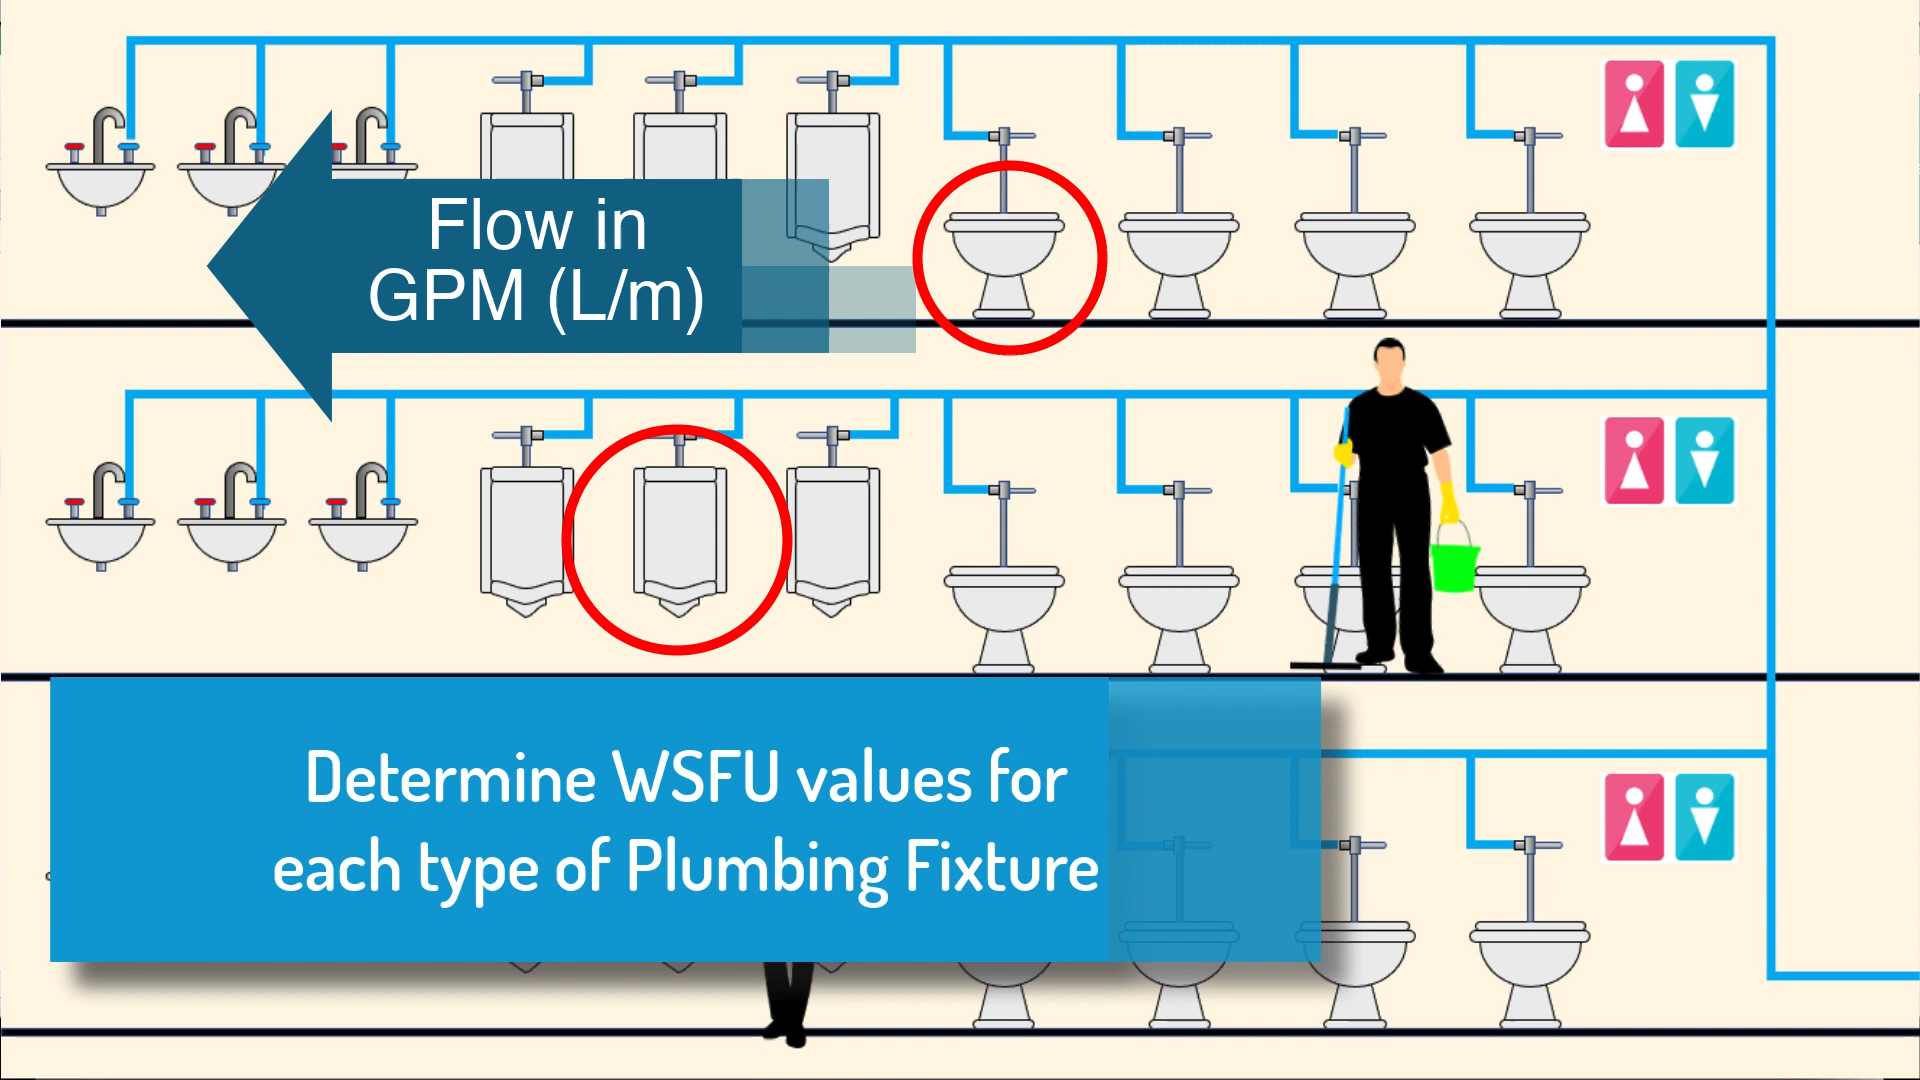 Flow in
GPM (L/m)
Determine WSFU values for
each type of Plumbing Fixture